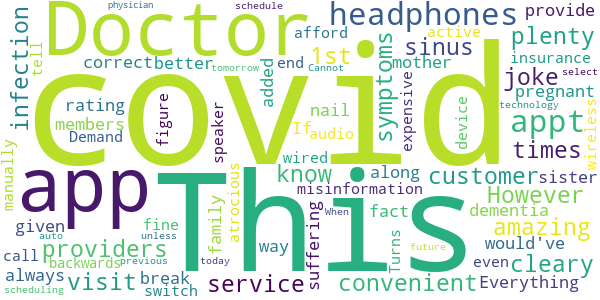 physician
schedule
Doctor
headphones
provide
afford
active
plenty
infection
tell
correct
better
1st
sinus
tomorrow
Cannot
insurance
added
end
mother
joke
select
covid
symptoms
expensive
pregnant
technology
rating
figure
speaker
nail
device
appt
wireless
members
Demand
If
audio
wired
times
manually
app
This
know
along
customer
sister
misinformation
However
given
fine
family
atrocious
suffering
When
fact
dementia
amazing
providers
way
Turns
would've
call
backwards
unless
today
future
even
cleary
always
visit
auto
previous
break
service
convenient
Everything
scheduling
switch